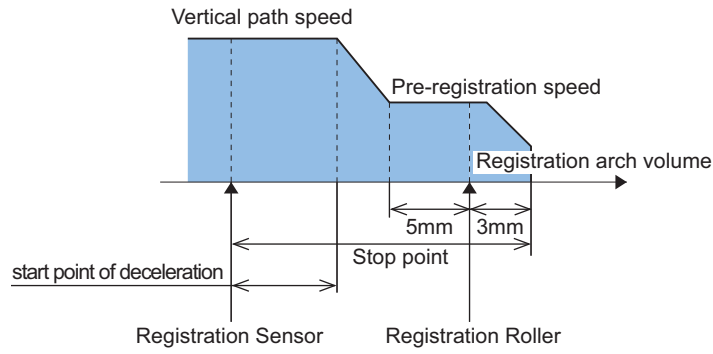 Vertical path speed
Pre-registration speed
Registration arch volume
5mm
3mm
Stop point
start point of deceleration
Registration Sensor
Registration Roller